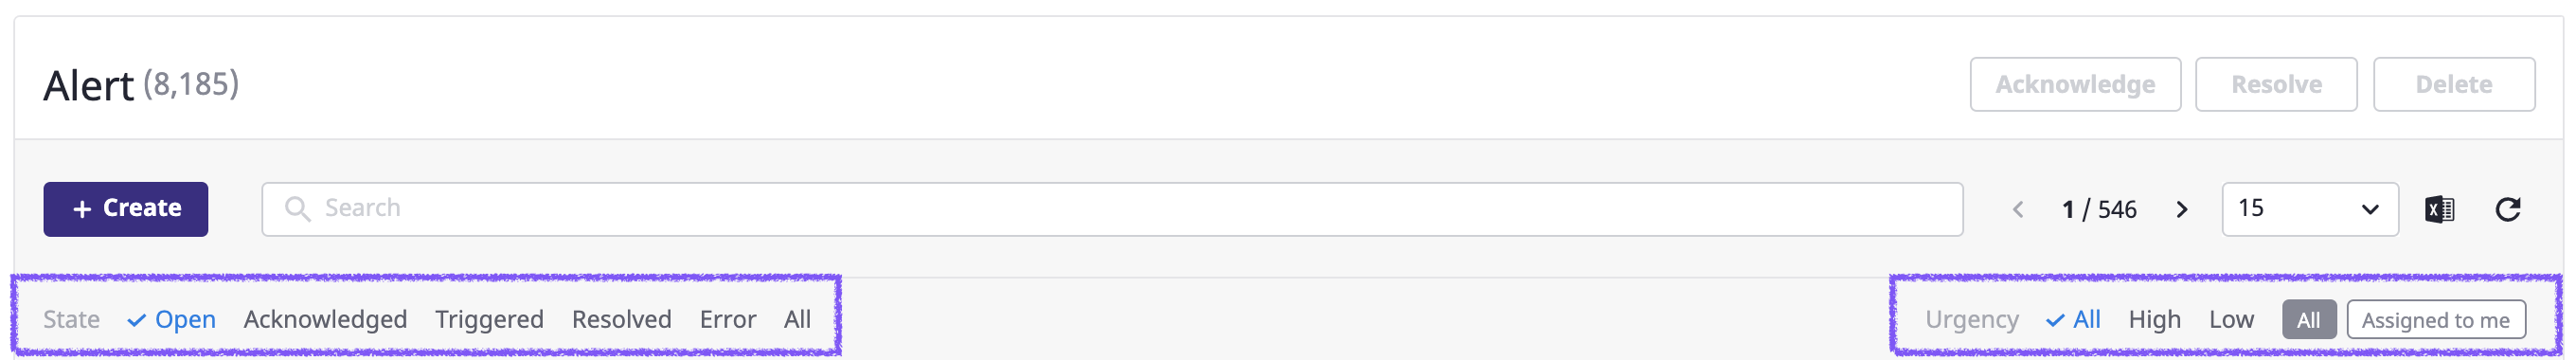 Alert (8,185) Acknowledge Resolve Delete
+ Create Search 1 / 546 15
State Open Acknowledged Triggered Resolved Error All Urgency All High Low All Assigned to me